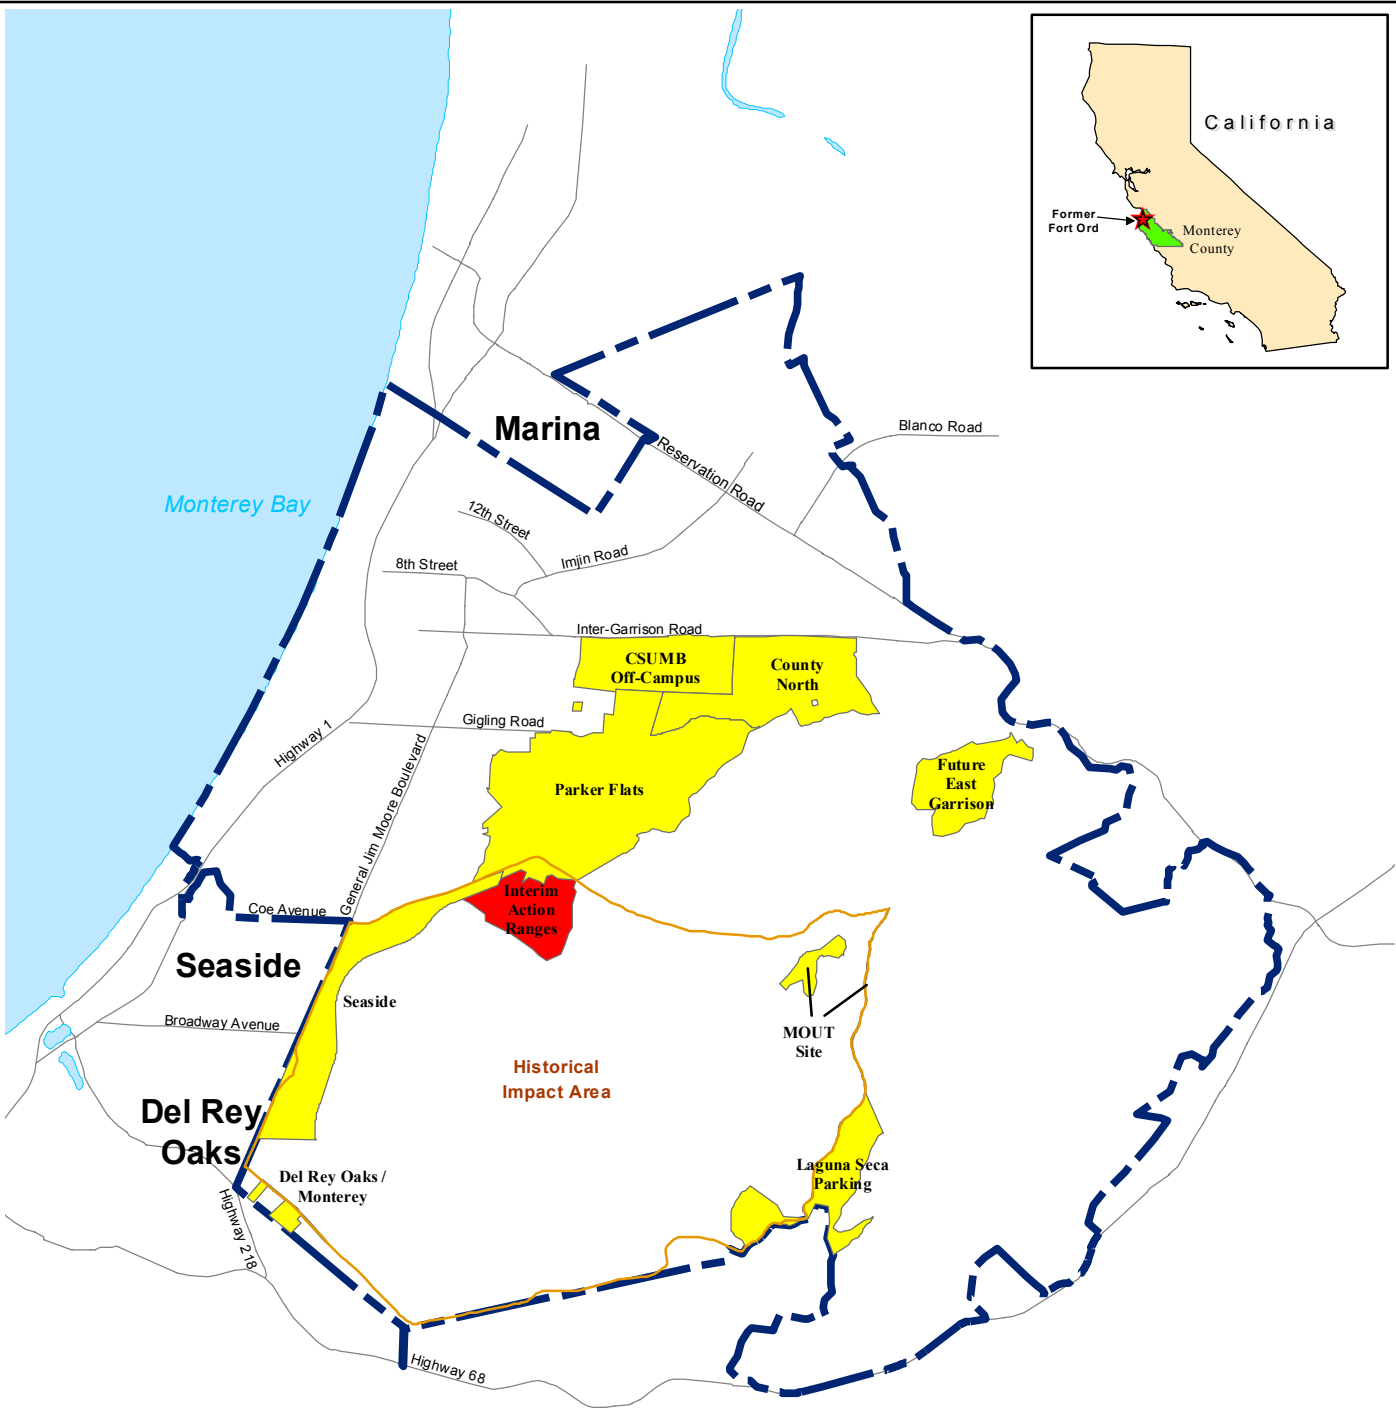 California
Former
Fort Ord
Monterey
County
Marina
Blanco Road
Reservation Road
Monterey Bay
12th Street
Imjin Road
8th Street
Inter-Garrison Road
CSUMB
Off-Campus
County
North
Gigling Road
Highway 1
General Jim Moore Boulevard
Parker Flats
Future
East
Garrison
Interim
Action
Ranges
Coe Avenue
Seaside
Seaside
Broadway Avenue
MOUT
Site
Historical
Impact Area
Del Rey
Oaks
Del Rey Oaks /
Monterey
Laguna Seca
Parking
Highway 218
Highway 68